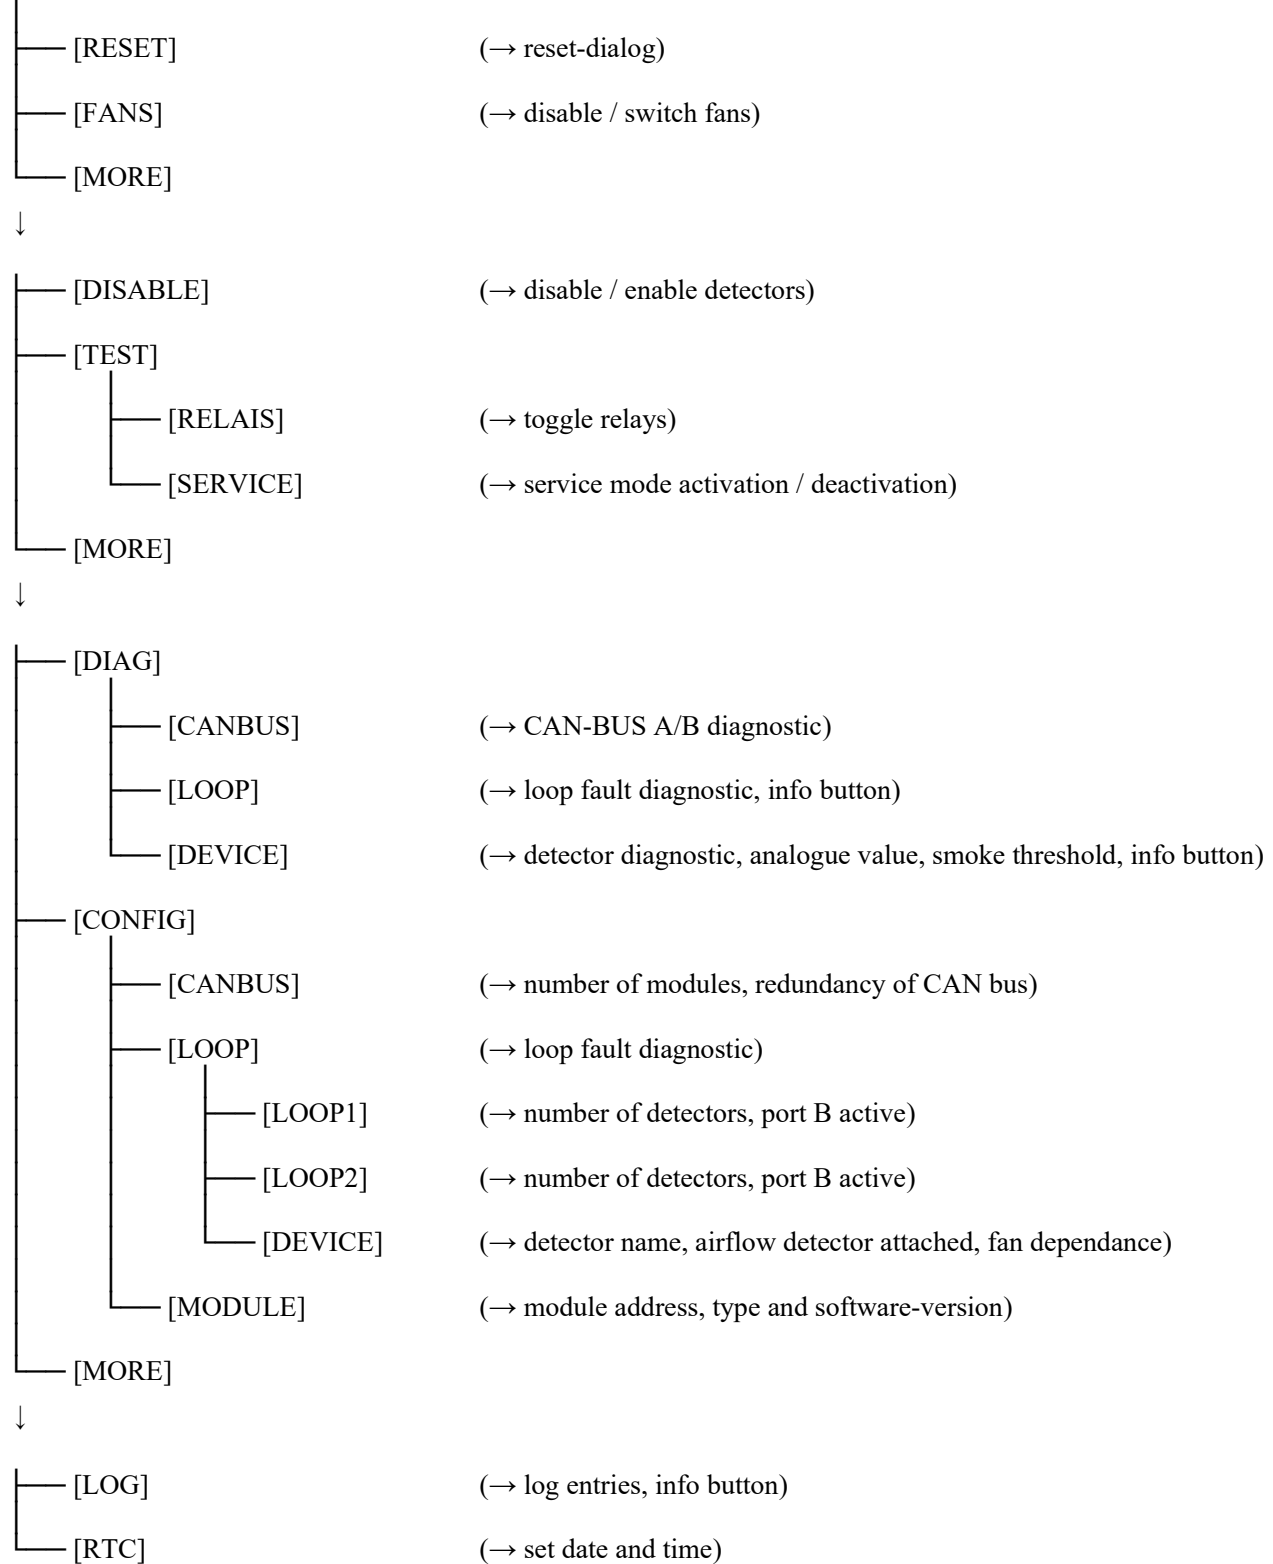 [RESET] (→ reset-dialog)
[FANS] (→ disable / switch fans)
[MORE]
↓
[DISABLE] (→ disable / enable detectors)
[TEST]
[RELAIS] (→ toggle relays)
[SERVICE] (→ service mode activation / deactivation)
[MORE]
↓
[DIAG]
[CANBUS] (→ CAN-BUS A/B diagnostic)
[LOOP] (→ loop fault diagnostic, info button)
[DEVICE] (→ detector diagnostic, analogue value, smoke threshold, info button)
[CONFIG]
[CANBUS] (→ number of modules, redundancy of CAN bus)
[LOOP] (→ loop fault diagnostic)
[LOOP1] (→ number of detectors, port B active)
[LOOP2] (→ number of detectors, port B active)
[DEVICE] (→ detector name, airflow detector attached, fan dependance)
[MODULE] (→ module address, type and software-version)
[MORE]
↓
[LOG] (→ log entries, info button)
[RTC] (→ set date and time)